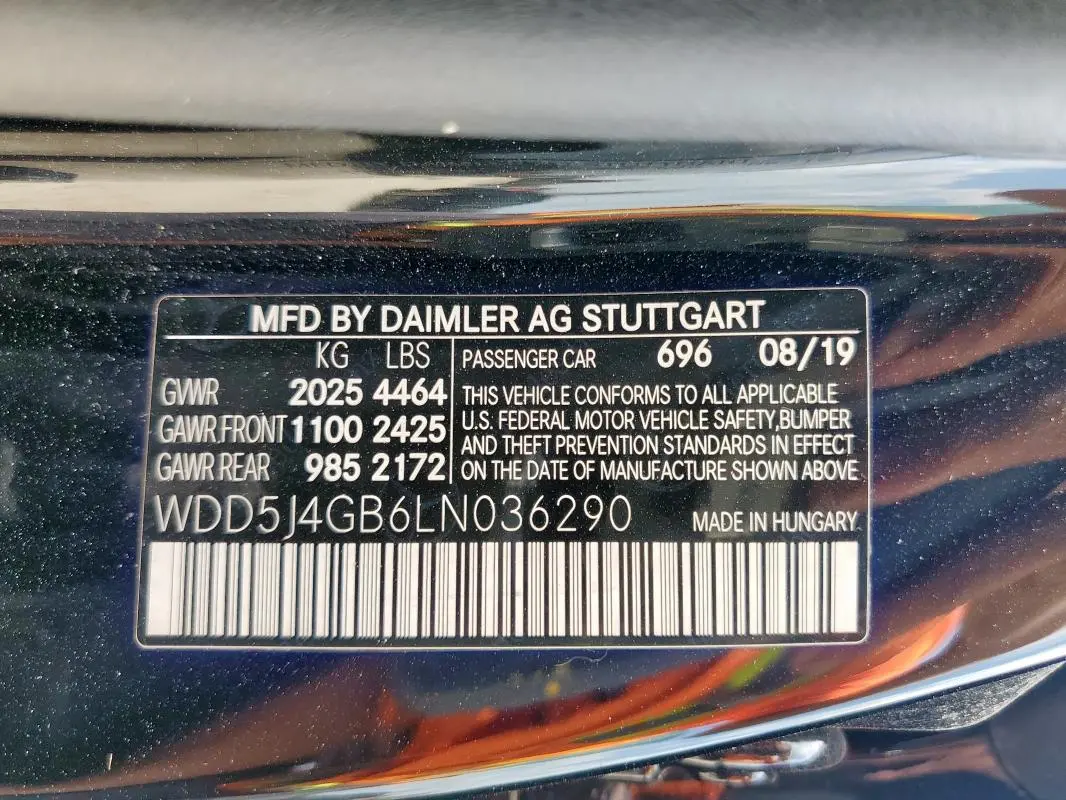 MFD BY DAIMLER AG STUTTGART
KG LBS
GVWR 2025 4464
GAWR FRONT 1100 2425
GAWR REAR 985 2172
PASSENGER CAR 696 08/19
THIS VEHICLE CONFORMS TO ALL APPLICABLE
U.S. FEDERAL MOTOR VEHICLE SAFETY,BUMPER
AND THEFT PREVENTION STANDARDS IN EFFECT
ON THE DATE OF MANUFACTURE SHOWN ABOVE
WDD5J4GB6LN036290
MADE IN HUNGARY